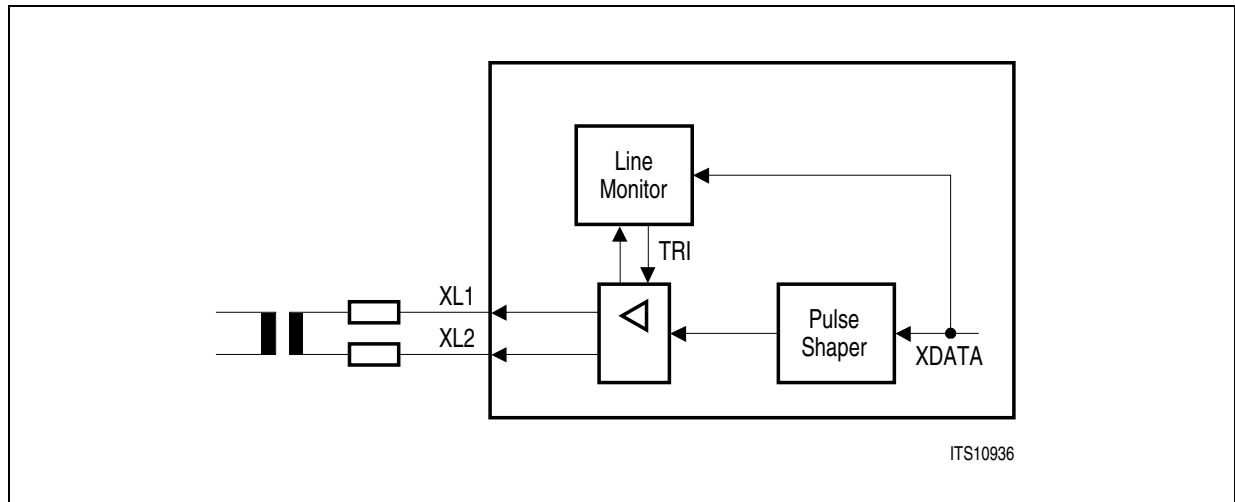 Line
Monitor
TRI
XL1
XL2
Pulse
Shaper
XDATA
ITS10936